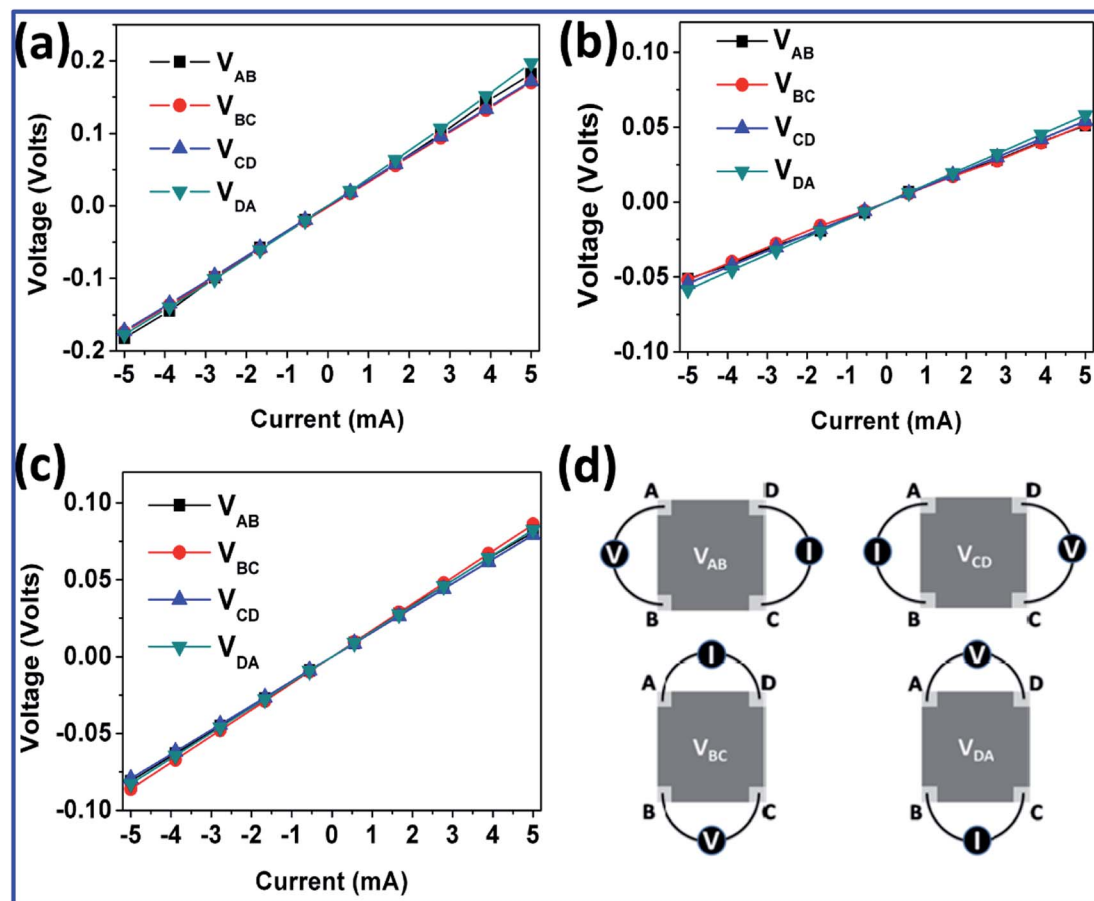 (a)
V_AB
V_BC
V_CD
V_DA
0.2
0.1
0.0
-0.1
-0.2
Voltage (Volts)
-5 -4 -3 -2 -1 0 1 2 3 4 5
Current (mA)
(b)
V_AB
V_BC
V_CD
V_DA
0.10
0.05
0.00
-0.05
-0.10
Voltage (Volts)
-5 -4 -3 -2 -1 0 1 2 3 4 5
Current (mA)
(c)
V_AB
V_BC
V_CD
V_DA
0.10
0.05
0.00
-0.05
-0.10
Voltage (Volts)
-5 -4 -3 -2 -1 0 1 2 3 4 5
Current (mA)
(d)
A D
V V_AB I
B C
A D
I V_CD V
B C
I
A D
V_BC
B C
V
V
A D
V_DA
B C
I